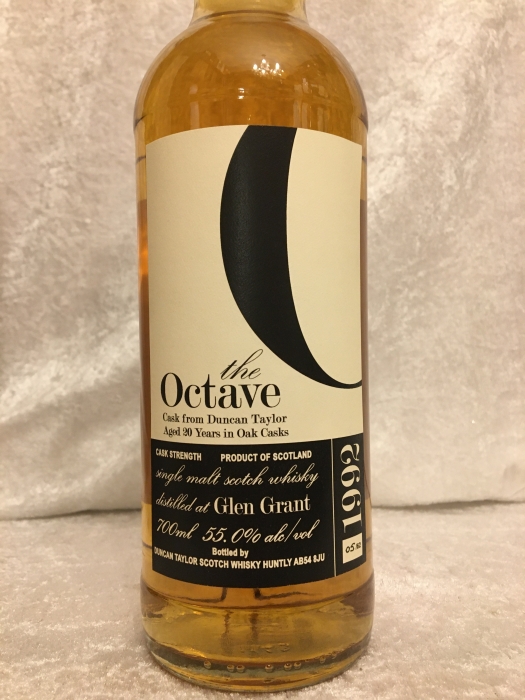 the
Octave
Cask from Duncan Taylor
Aged 20 Years in Oak Casks
CASK STRENGTH PRODUCT OF SCOTLAND
single malt scotch whisky
distilled at Glen Grant
700ml 55.0% alc/vol
Bottled by
DUNCAN TAYLOR SCOTCH WHISKY HUNTLY AB54 8JU
1992
05.92